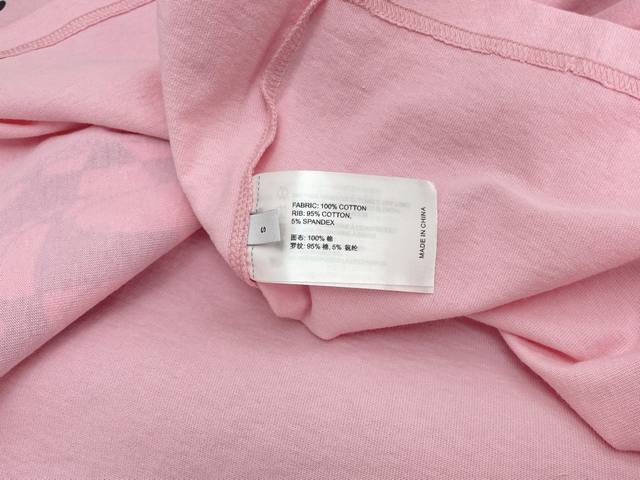 FABRIC: 100% COTTON
RIB: 95% COTTON,
5% SPANDEX
面布: 100% 棉
罗纹: 95% 棉, 5% 氨纶
S
MADE IN CHINA